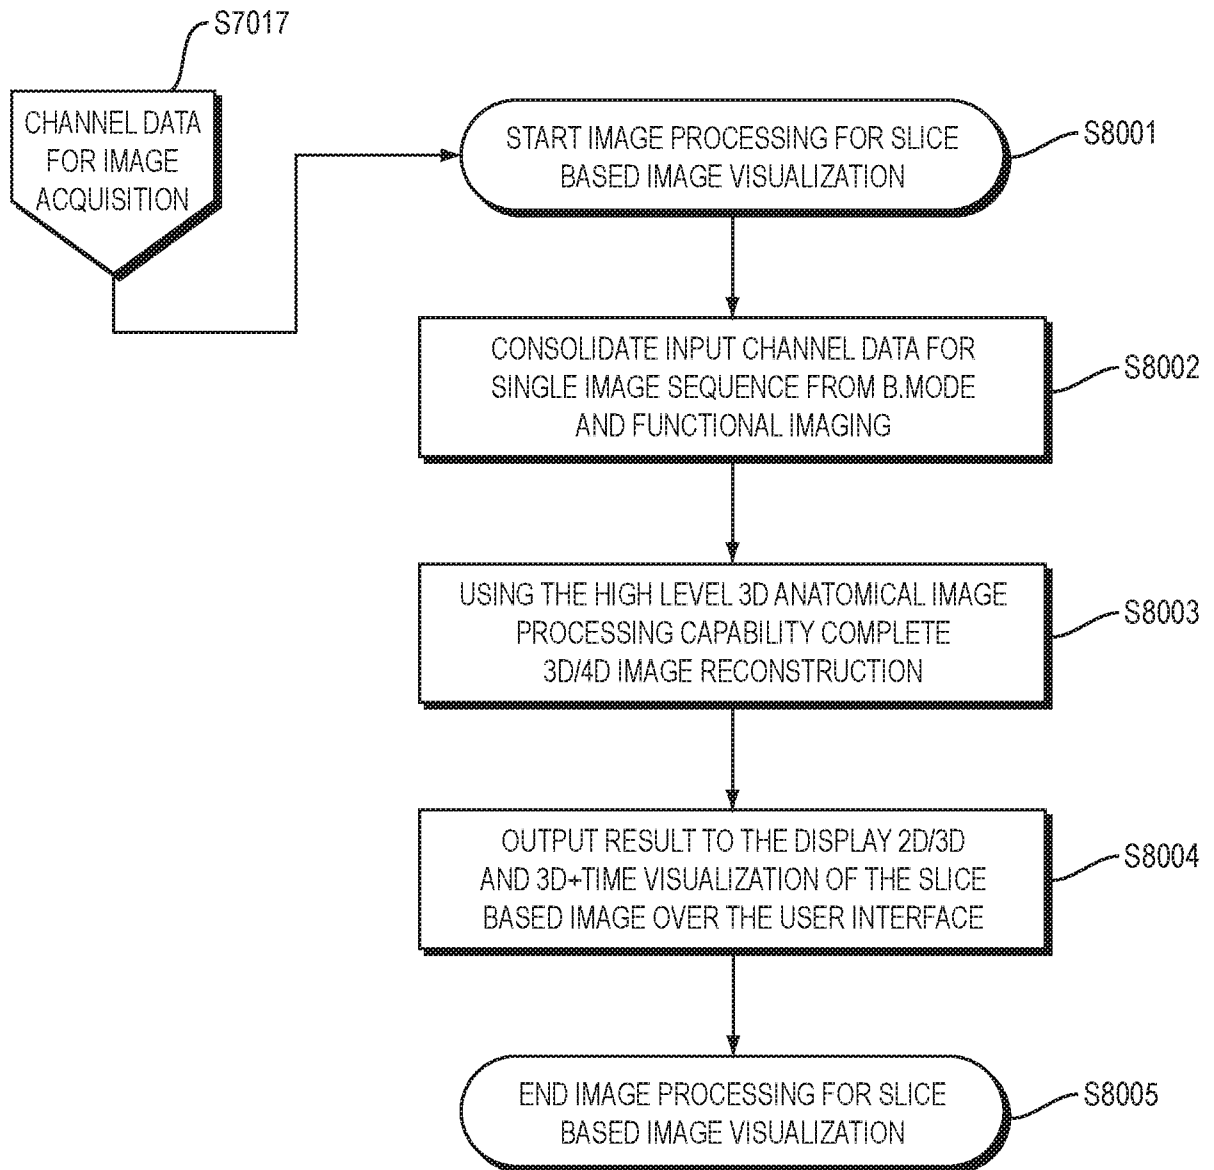 S7017
CHANNEL DATA
FOR IMAGE
ACQUISITION
START IMAGE PROCESSING FOR SLICE
BASED IMAGE VISUALIZATION
S8001
CONSOLIDATE INPUT CHANNEL DATA FOR
SINGLE IMAGE SEQUENCE FROM B.MODE
AND FUNCTIONAL IMAGING
S8002
USING THE HIGH LEVEL 3D ANATOMICAL IMAGE
PROCESSING CAPABILITY COMPLETE
3D/4D IMAGE RECONSTRUCTION
S8003
OUTPUT RESULT TO THE DISPLAY 2D/3D
AND 3D+TIME VISUALIZATION OF THE SLICE
BASED IMAGE OVER THE USER INTERFACE
S8004
END IMAGE PROCESSING FOR SLICE
BASED IMAGE VISUALIZATION
S8005